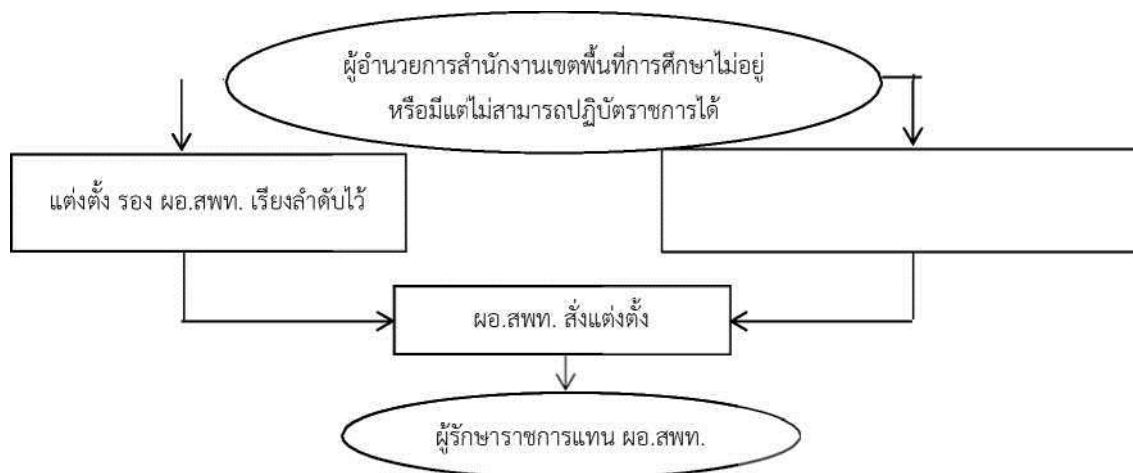 ผู้อำนวยการสำนักงานเขตพื้นที่การศึกษาไม่อยู่
หรือมีแต่ไม่สามารถปฏิบัตราชการได้
แต่งตั้ง รอง ผอ.สพท. เรียงลำดับไว้
ผอ.สพท. สั่งแต่งตั้ง
ผู้รักษาราชการแทน ผอ.สพท.